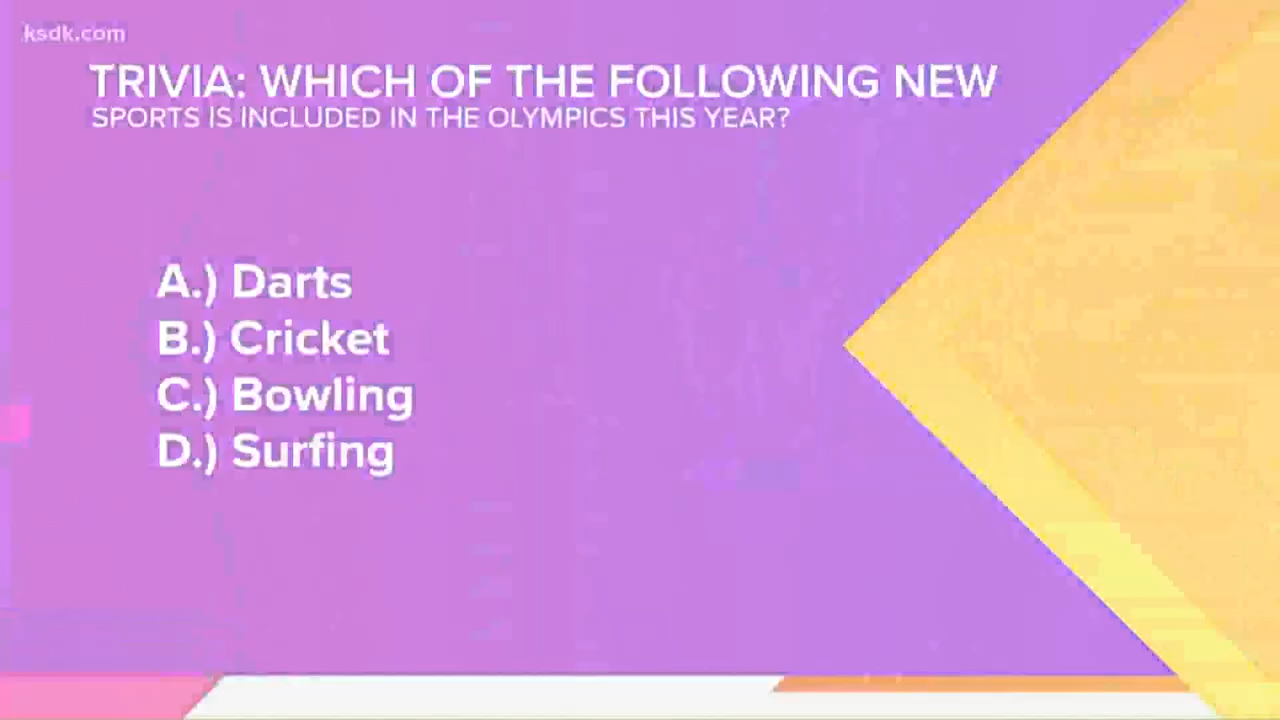 ksdk.com
TRIVIA: WHICH OF THE FOLLOWING NEW
SPORTS IS INCLUDED IN THE OLYMPICS THIS YEAR?
A.) Darts
B.) Cricket
C.) Bowling
D.) Surfing